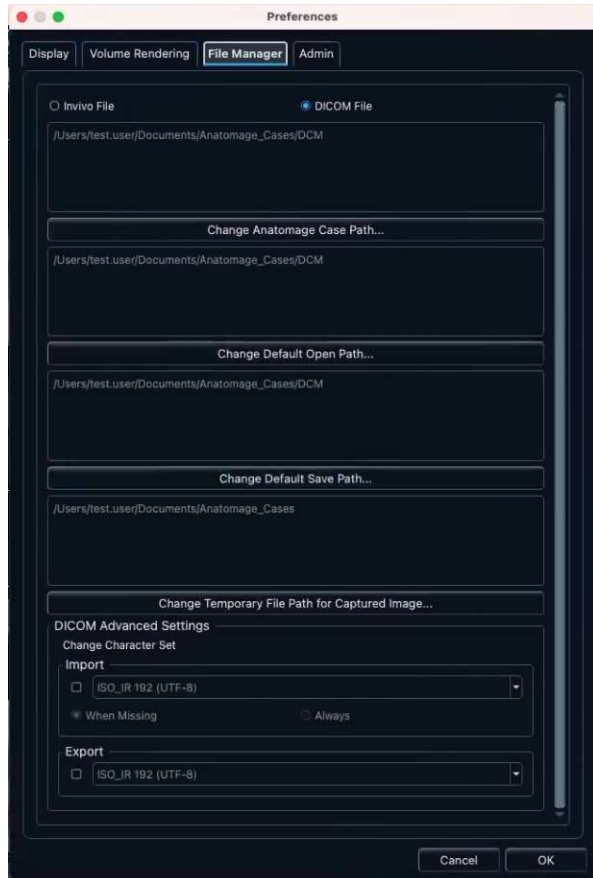 Preferences
Display Volume Rendering File Manager Admin
Invivo File DICOM File
/Users/test.user/Documents/Anatomage_Cases/DCM
Change Anatomage Case Path...
/Users/test.user/Documents/Anatomage_Cases/DCM
Change Default Open Path...
/Users/test.user/Documents/Anatomage_Cases/DCM
Change Default Save Path...
/Users/test.user/Documents/Anatomage_Cases
Change Temporary File Path for Captured Image...
DICOM Advanced Settings
Change Character Set
Import
ISO_IR 192 (UTF-8)
When Missing Always
Export
ISO_IR 192 (UTF-8)
Cancel OK